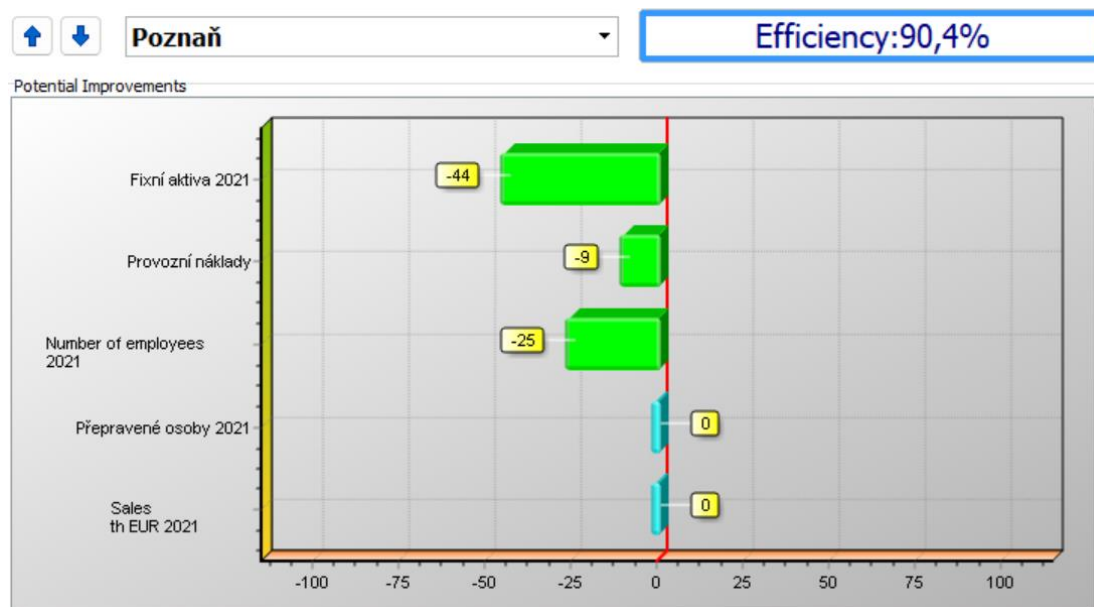 Poznaň
Efficiency:90,4%
Potential Improvements
Fixní aktiva 2021
-44
Provozní náklady
-9
Number of employees
2021
-25
Přepravené osoby 2021
0
Sales
th EUR 2021
0
-100 -75 -50 -25 0 25 50 75 100